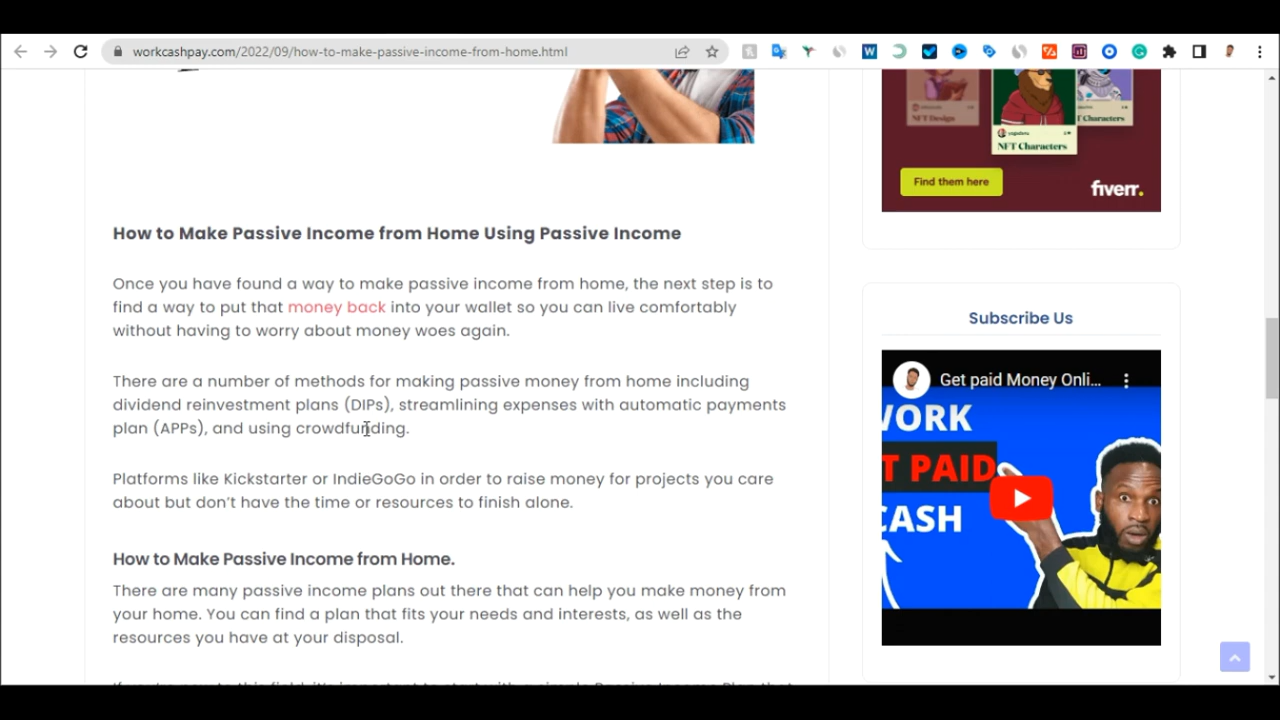 workcashpay.com/2022/09/how-to-make-passive-income-from-home.html
NFT Design
NFT Characters
NFT Characters
Find them here
fiverr.
How to Make Passive Income from Home Using Passive Income
Once you have found a way to make passive income from home, the next step is to
find a way to put that money back into your wallet so you can live comfortably
without having to worry about money woes again.
There are a number of methods for making passive money from home including
dividend reinvestment plans (DIPs), streamlining expenses with automatic payments
plan (APPs), and using crowdfunding.
Platforms like Kickstarter or IndieGoGo in order to raise money for projects you care
about but don't have the time or resources to finish alone.
How to Make Passive Income from Home.
There are many passive income plans out there that can help you make money from
your home. You can find a plan that fits your needs and interests, as well as the
resources you have at your disposal.
Subscribe Us
Get paid Money Onli...
WORK
T PAID
CASH